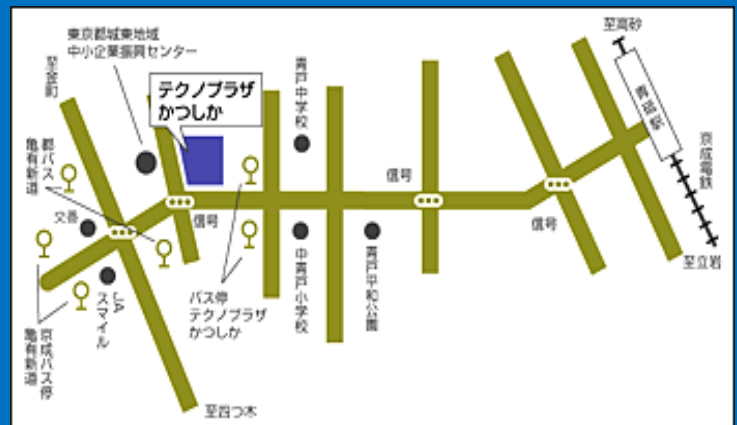 東京都城東地域
中小企業振興センター
至金町
テクノプラザ
かつしか
青戸中学校
至高砂
青砥駅
京成電鉄
至立岩
都バス
亀有新道
交番
信号
信号
信号
バス停
テクノプラザ
かつしか
中青戸小学校
青戸平和公園
JA
スマイル
京成バス停
亀有新道
至四つ木